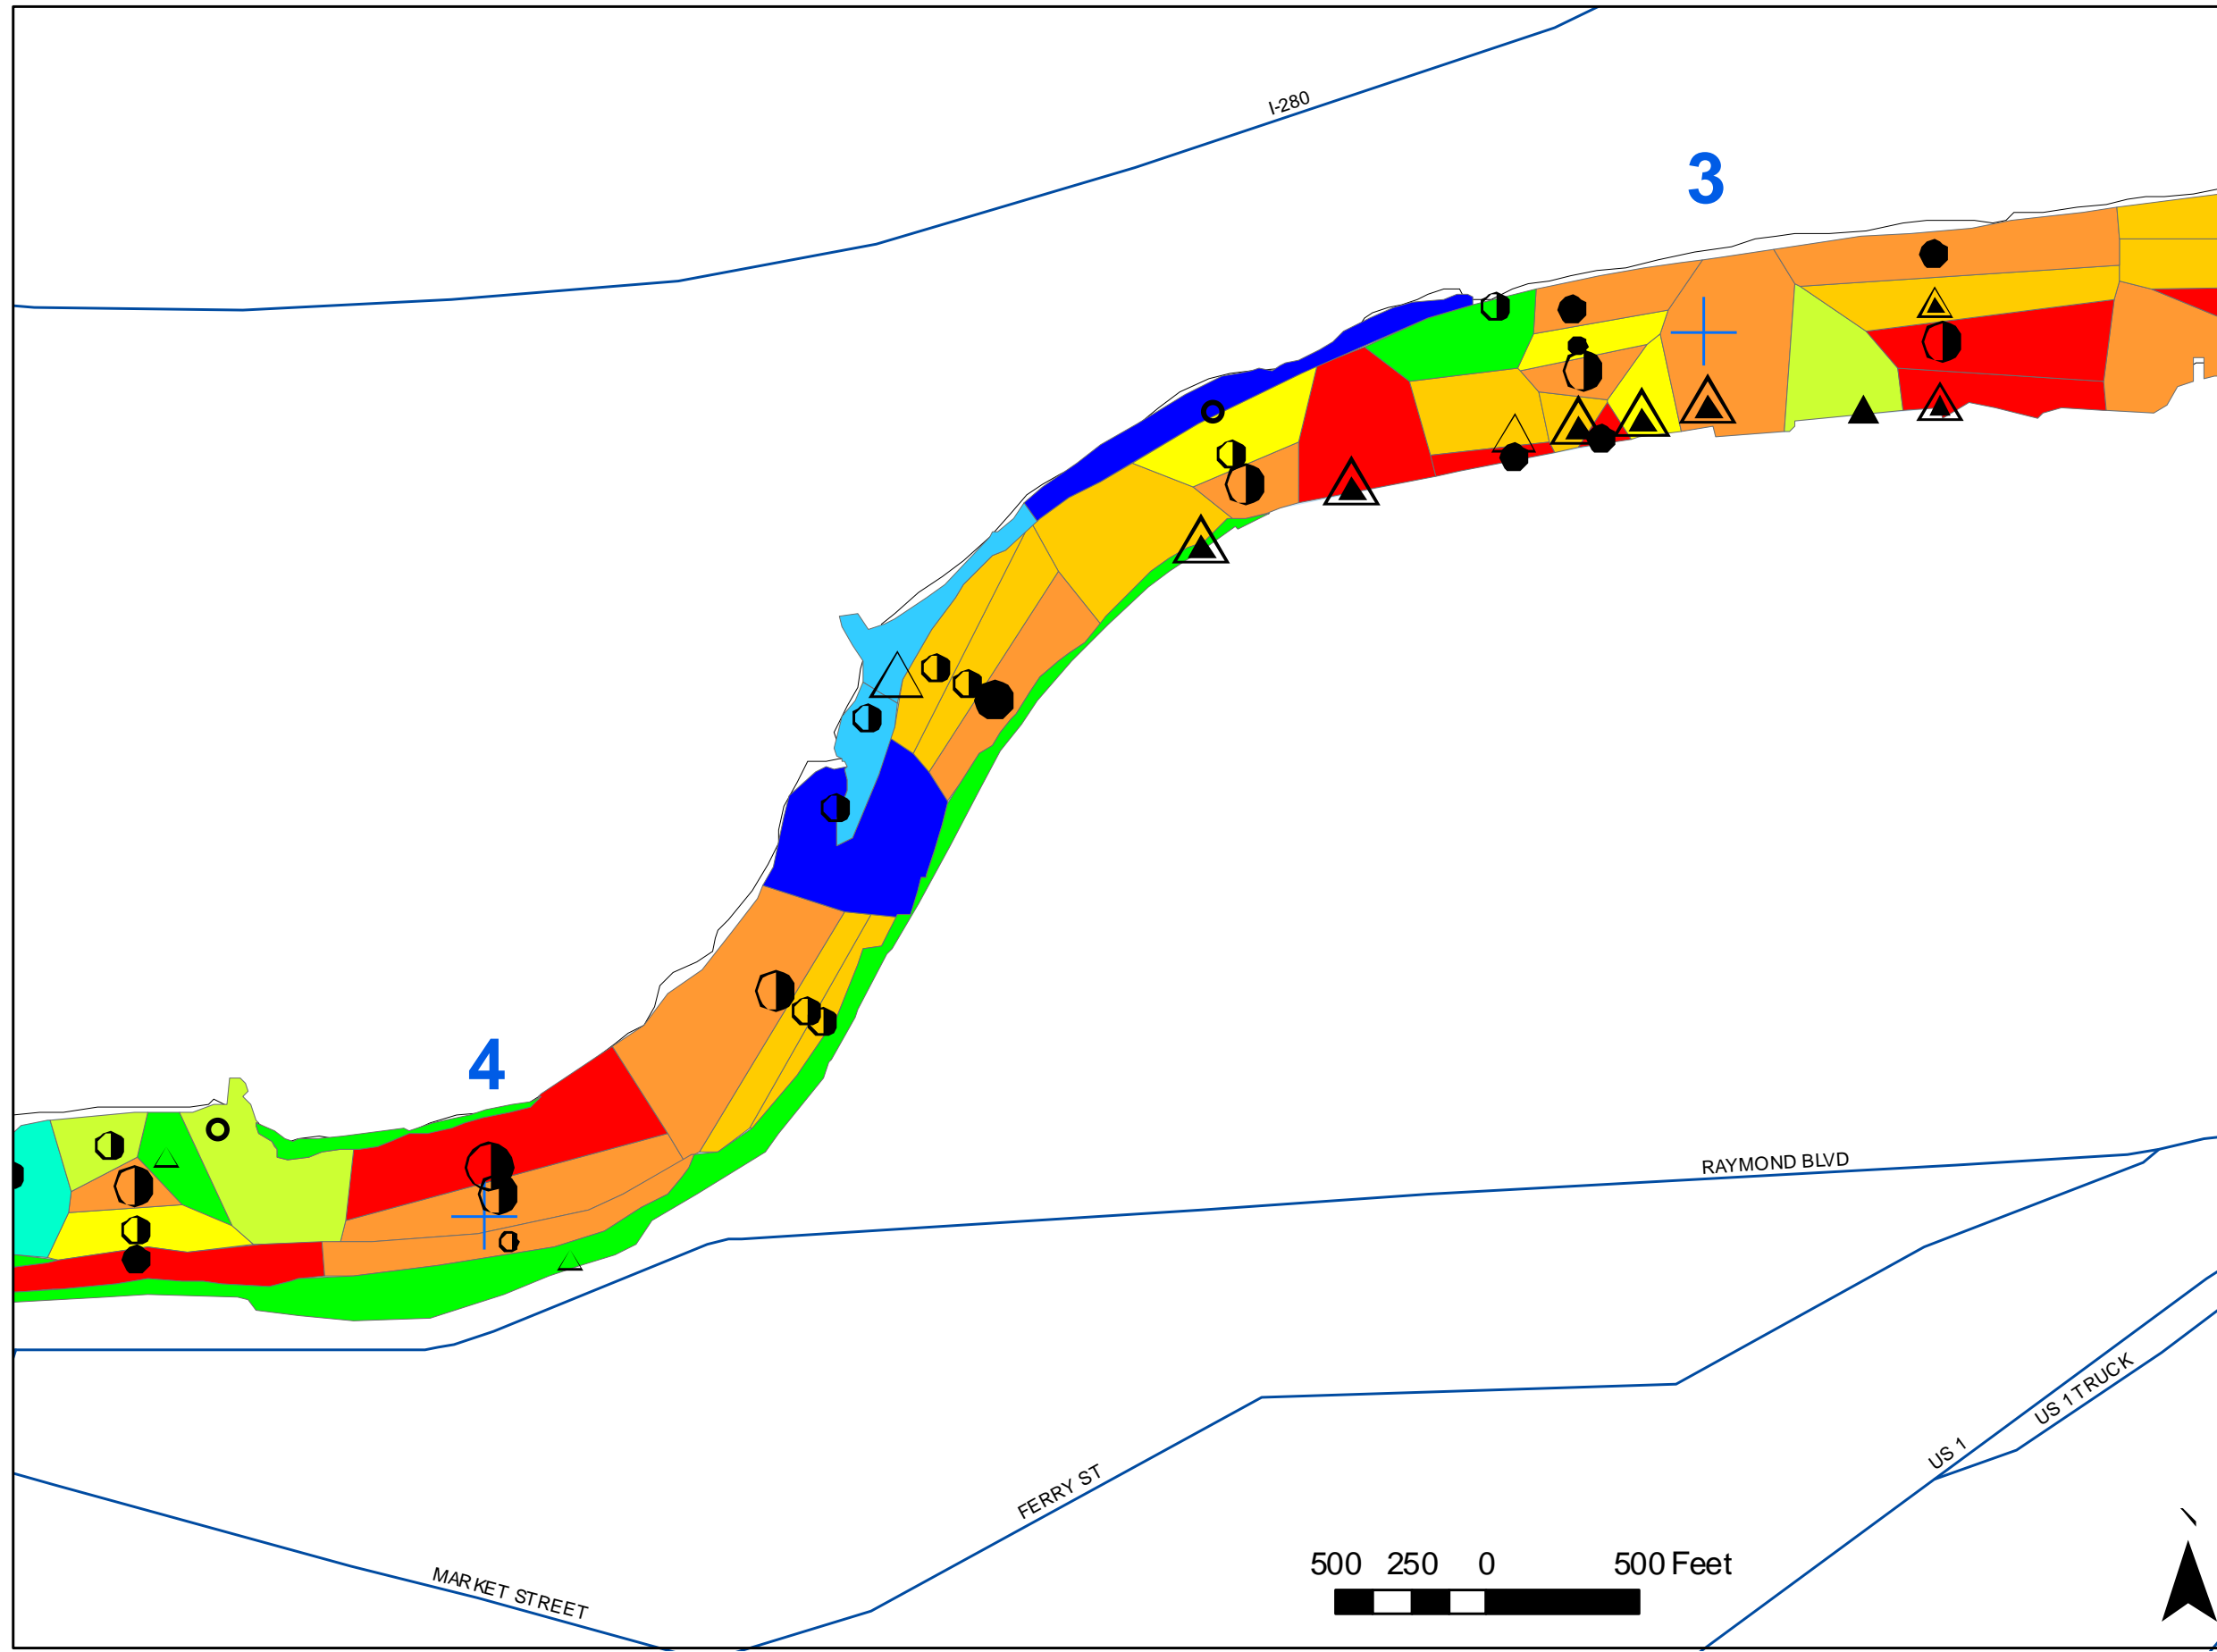 I-280
3
4
RAYMOND BLVD
US 1 TRUCK
US 1
FERRY ST
MARKET STREET
500 250 0 500 Feet